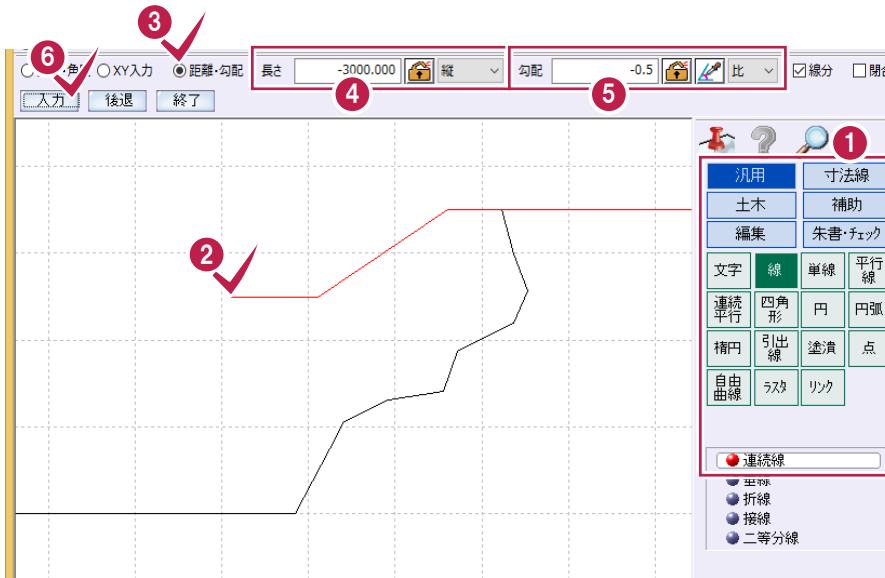 3
6
XY入力 距離・勾配 長さ -3000.000 縦 勾配 -0.5 比 線分
入力 後退 終了
4
5
1
汎用 寸法線
土木 補助
編集 朱書・チェック
2
文字 線 単線 平行線
連続平行 四角形 円 円弧
楕円 引出線 塗潰 点
自由曲線 ラスタ リンク
連続線
垂線
折線
接線
二等分線